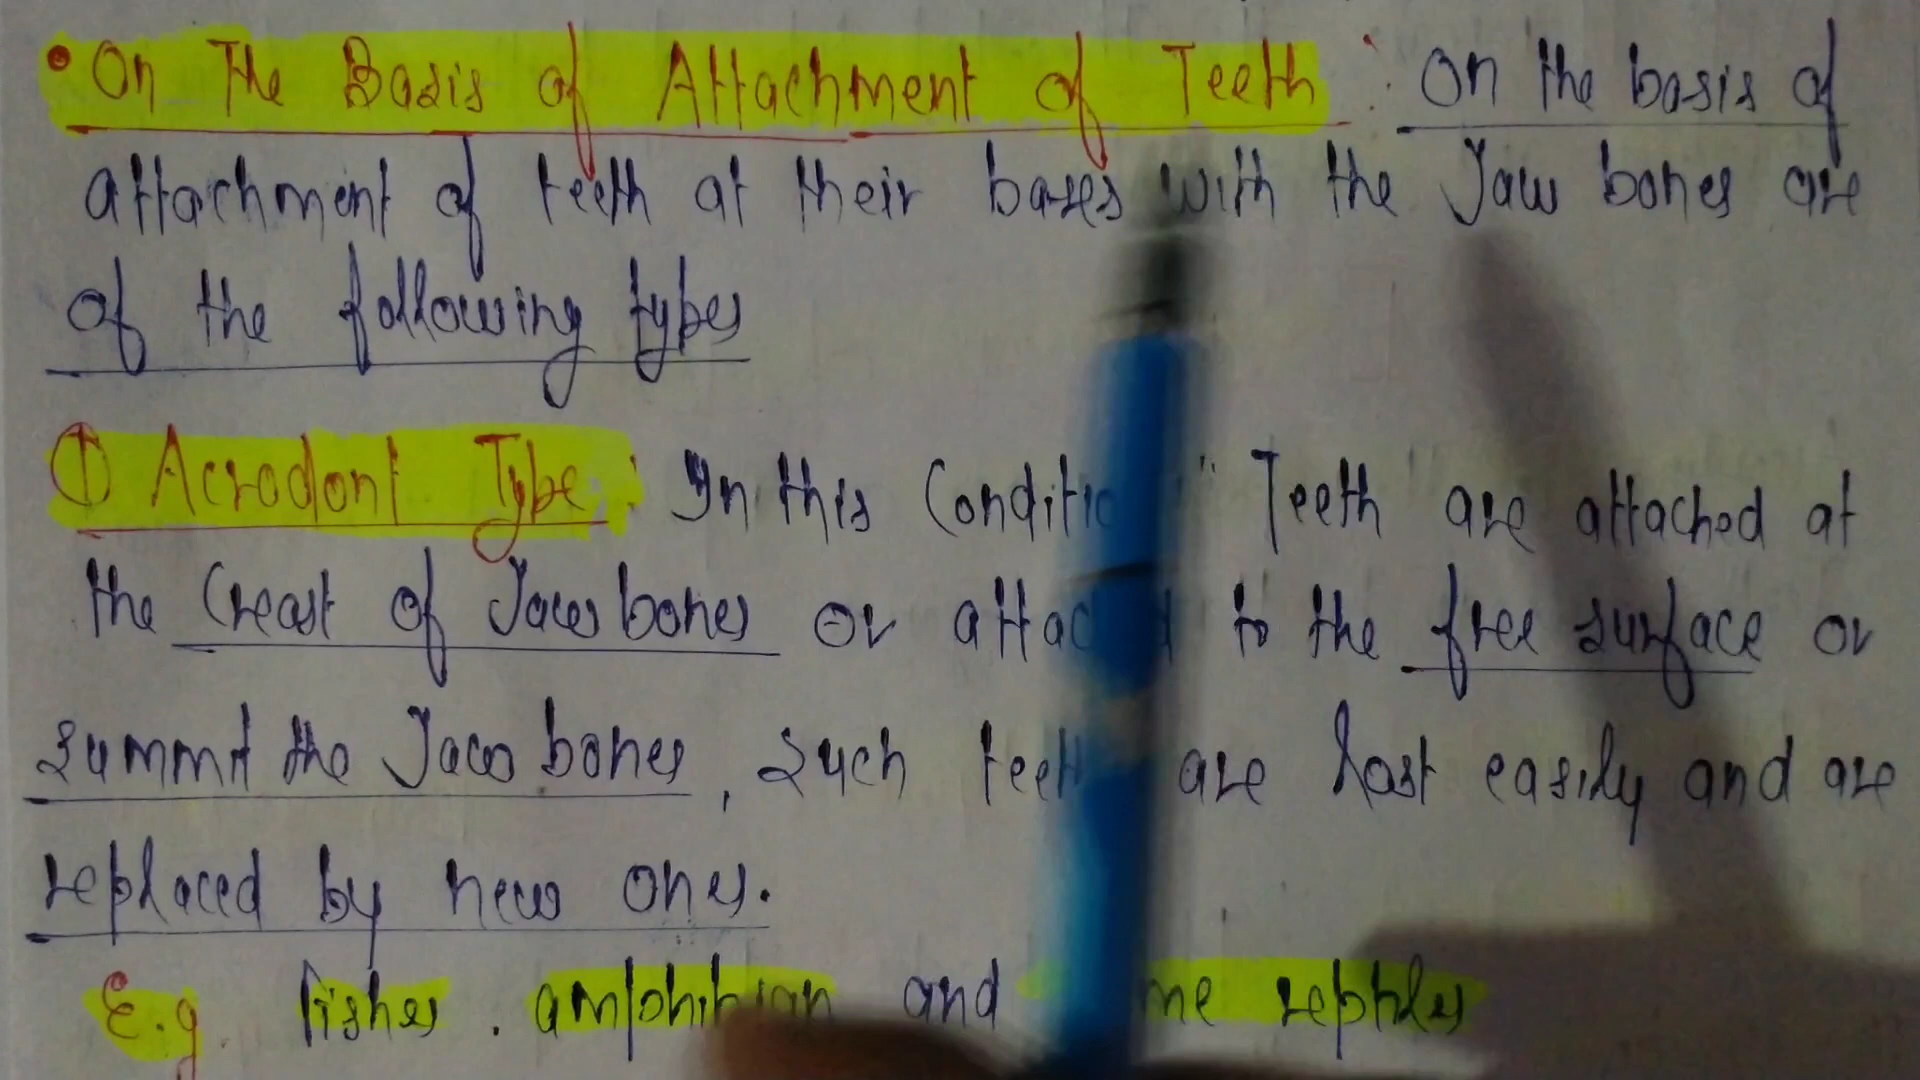 • On The Basis of Attachment of Teeth : On the basis of
attachment of teeth at their bases with the Jaw bones are
of the following types
① Acrodont Type : In this " Teeth are attached at
the Creast of Jaw bones or to the free surface or
summit the Jaw bones, such are lost easily and are
replaced by new ones.
E.g. fishes . amphibian and reptiles